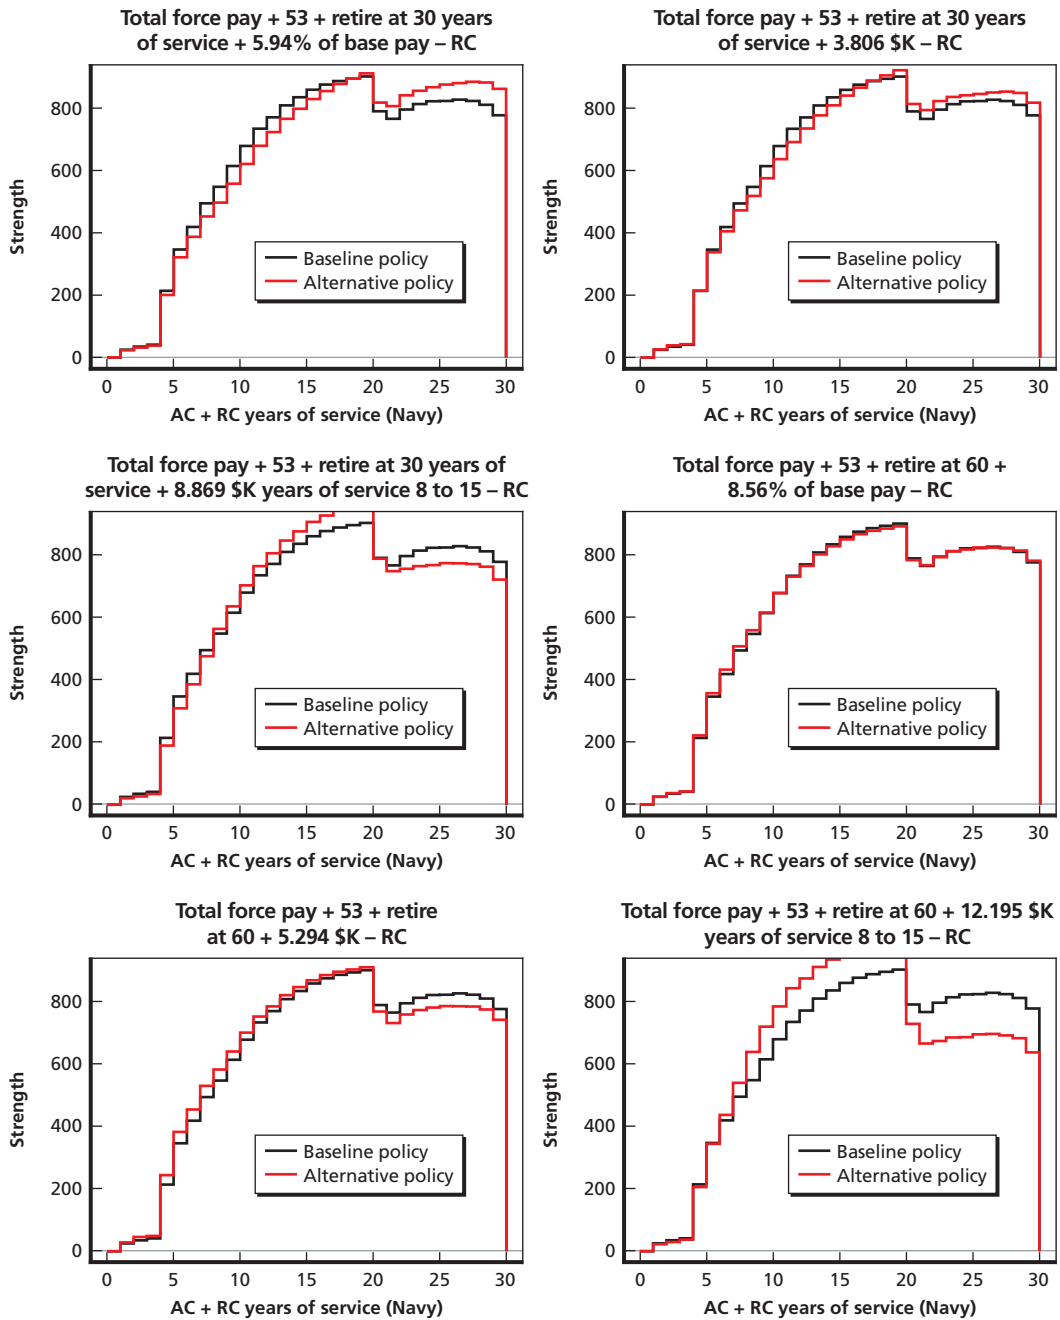 Total force pay + 53 + retire at 30 years
of service + 5.94% of base pay – RC
Strength
800
600
400
200
0
Baseline policy
Alternative policy
0 5 10 15 20 25 30
AC + RC years of service (Navy)
Total force pay + 53 + retire at 30 years
of service + 3.806 $K – RC
Strength
800
600
400
200
0
Baseline policy
Alternative policy
0 5 10 15 20 25 30
AC + RC years of service (Navy)
Total force pay + 53 + retire at 30 years of
service + 8.869 $K years of service 8 to 15 – RC
Strength
800
600
400
200
0
Baseline policy
Alternative policy
0 5 10 15 20 25 30
AC + RC years of service (Navy)
Total force pay + 53 + retire at 60 +
8.56% of base pay – RC
Strength
800
600
400
200
0
Baseline policy
Alternative policy
0 5 10 15 20 25 30
AC + RC years of service (Navy)
Total force pay + 53 + retire
at 60 + 5.294 $K – RC
Strength
800
600
400
200
0
Baseline policy
Alternative policy
0 5 10 15 20 25 30
AC + RC years of service (Navy)
Total force pay + 53 + retire at 60 + 12.195 $K
years of service 8 to 15 – RC
Strength
800
600
400
200
0
Baseline policy
Alternative policy
0 5 10 15 20 25 30
AC + RC years of service (Navy)